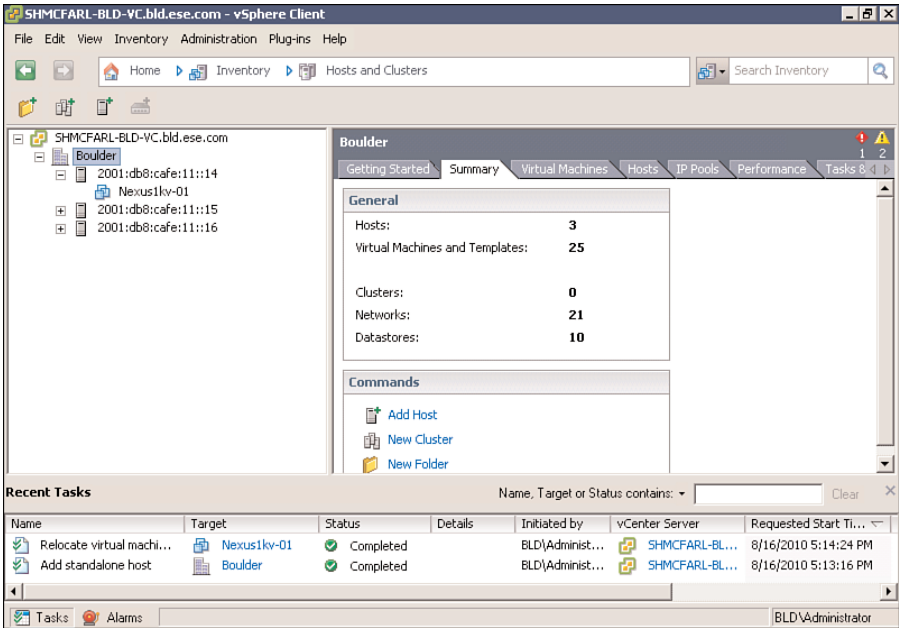 SHMCFARL-BLD-VC.bld.ese.com - vSphere Client
File Edit View Inventory Administration Plug-ins Help
Home Inventory Hosts and Clusters
Search Inventory
SHMCFARL-BLD-VC.bld.ese.com
Boulder
2001:db8:cafe:11::14
Nexus1kv-01
2001:db8:cafe:11::15
2001:db8:cafe:11::16
Boulder
1 2
Getting Started Summary Virtual Machines Hosts IP Pools Performance Tasks &
General
Hosts: 3
Virtual Machines and Templates: 25
Clusters: 0
Networks: 21
Datastores: 10
Commands
Add Host
New Cluster
New Folder
Recent Tasks
Name, Target or Status contains:
Clear
Name Target Status Details Initiated by vCenter Server Requested Start Ti...
Relocate virtual machi... Nexus1kv-01 Completed BLD\Administ... SHMCFARL-BL... 8/16/2010 5:14:24 PM
Add standalone host Boulder Completed BLD\Administ... SHMCFARL-BL... 8/16/2010 5:13:16 PM
Tasks Alarms
BLD\Administrator